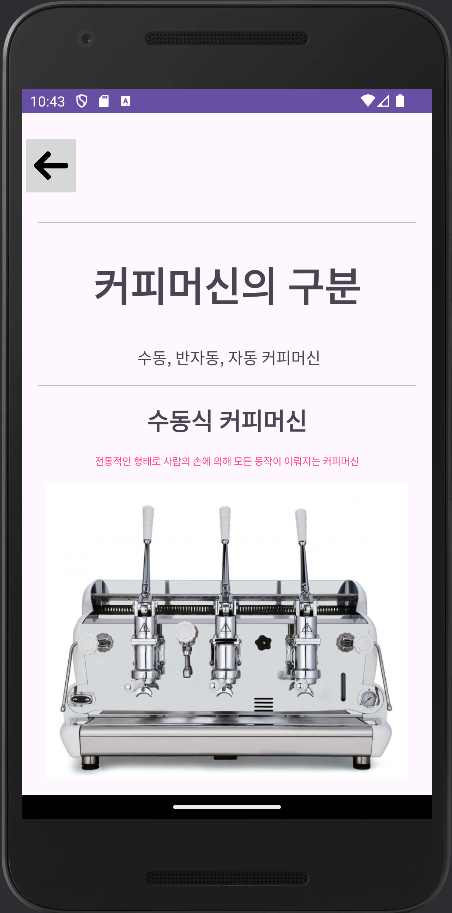 10:43
A
커피머신의 구분
수동, 반자동, 자동 커피머신
수동식 커피머신
전통적인 형태로 사람의 손에 의해 모든 동작이 이뤄지는 커피머신